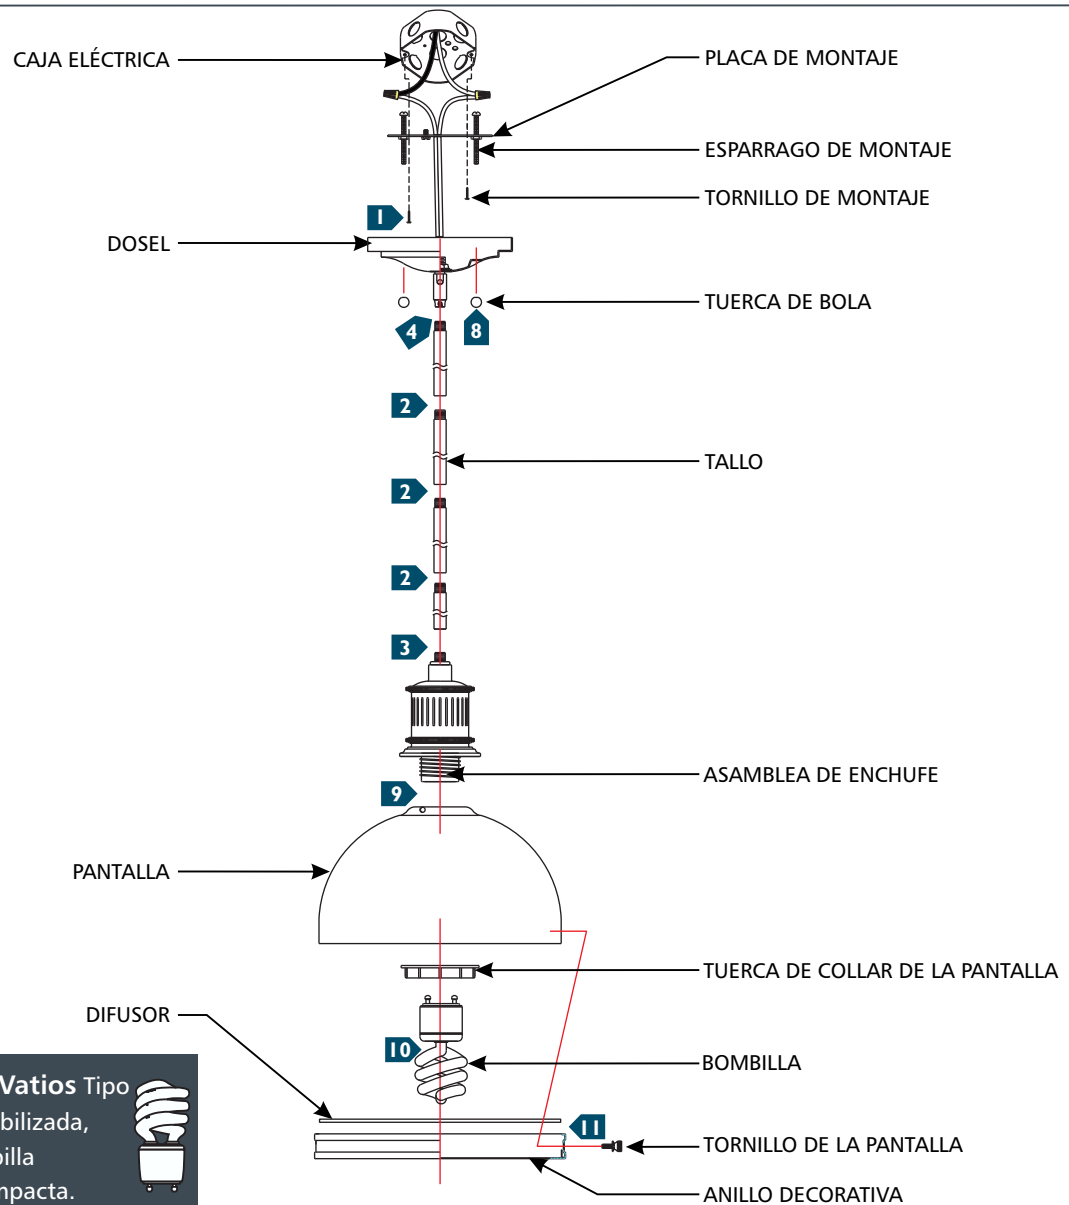 CAJA ELÉCTRICA
PLACA DE MONTAJE
ESPARRAGO DE MONTAJE
TORNILLO DE MONTAJE
1
DOSEL
TUERCA DE BOLA
4
8
2
TALLO
2
2
3
ASAMBLEA DE ENCHUFE
9
PANTALLA
TUERCA DE COLLAR DE LA PANTALLA
DIFUSOR
10
BOMBILLA
11
TORNILLO DE LA PANTALLA
ANILLO DECORATIVA
Vatios Tipo
bilizada,
illa
mpacta.